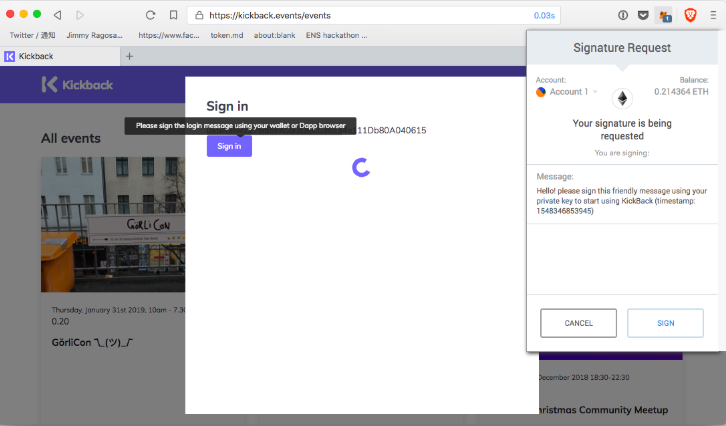 https://kickback.events/events
0.03s
Twitter / 通知 Jimmy Ragosa... https://www.fac... token.md about:blank ENS hackathon ...
Kickback
Kickback
Sign in
Please sign the login message using your wallet or Dapp browser
11Db80A040615
Sign in
All events
GÖRLICON
Thursday, January 31st 2019, 10am - 7.30
0.20
GörliCon ¯\_(ツ)_/¯
Signature Request
Account:
Balance:
Account 1
0.214364 ETH
Your signature is being
requested
You are signing:
Message:
Hello! please sign this friendly message using your
private key to start using KickBack (timestamp:
1548346853945)
CANCEL
SIGN
December 2018 18:30-22:30
hristmas Community Meetup